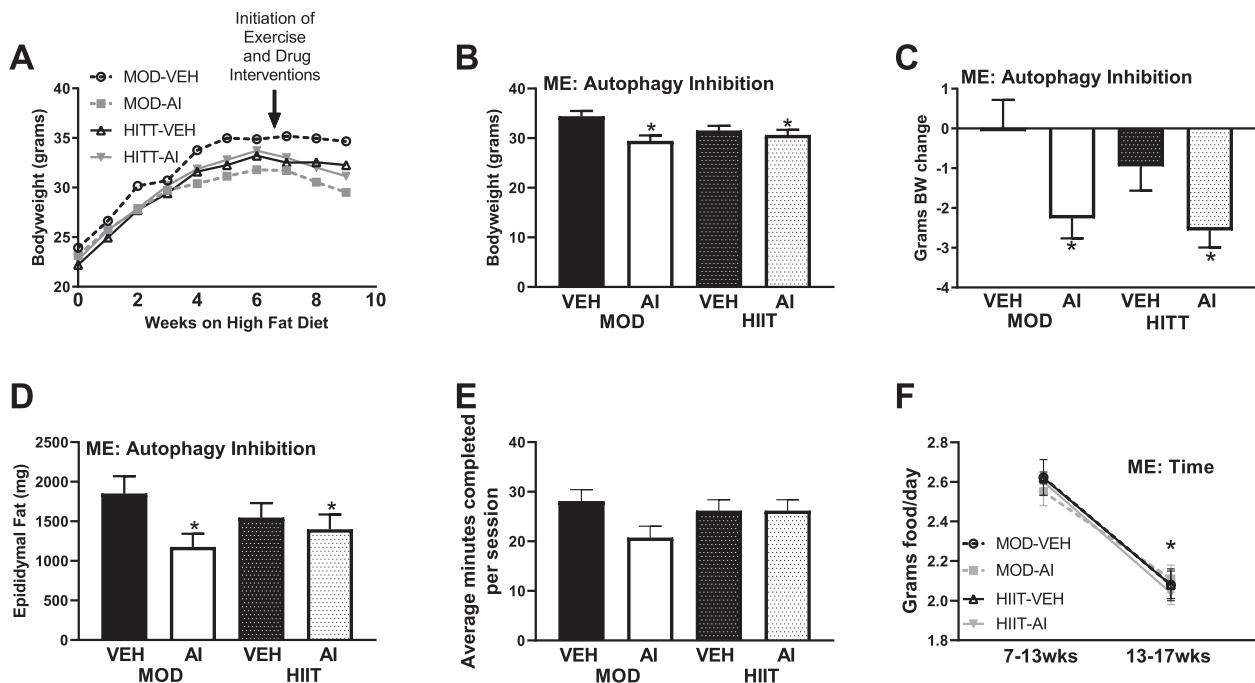 A
Initiation of
Exercise
and Drug
Interventions
MOD-VEH
MOD-AI
HITT-VEH
HITT-AI
Bodyweight (grams)
40
35
30
25
20
0 2 4 6 8 10
Weeks on High Fat Diet
B
ME: Autophagy Inhibition
Bodyweight (grams)
40
30
20
10
0
* *
VEH AI VEH AI
MOD HIIT
C
ME: Autophagy Inhibition
Grams BW change
1
0
-1
-2
-3
-4
* *
VEH AI VEH AI
MOD HITT
D
ME: Autophagy Inhibition
Epididymal Fat (mg)
2500
2000
1500
1000
500
0
* *
VEH AI VEH AI
MOD HIIT
E
Average minutes completed
per session
40
30
20
10
0
VEH AI VEH AI
MOD HIIT
F
ME: Time
Grams food/day
2.8
2.6
2.4
2.2
2.0
1.8
*
MOD-VEH
MOD-AI
HIIT-VEH
HIIT-AI
7-13wks 13-17wks